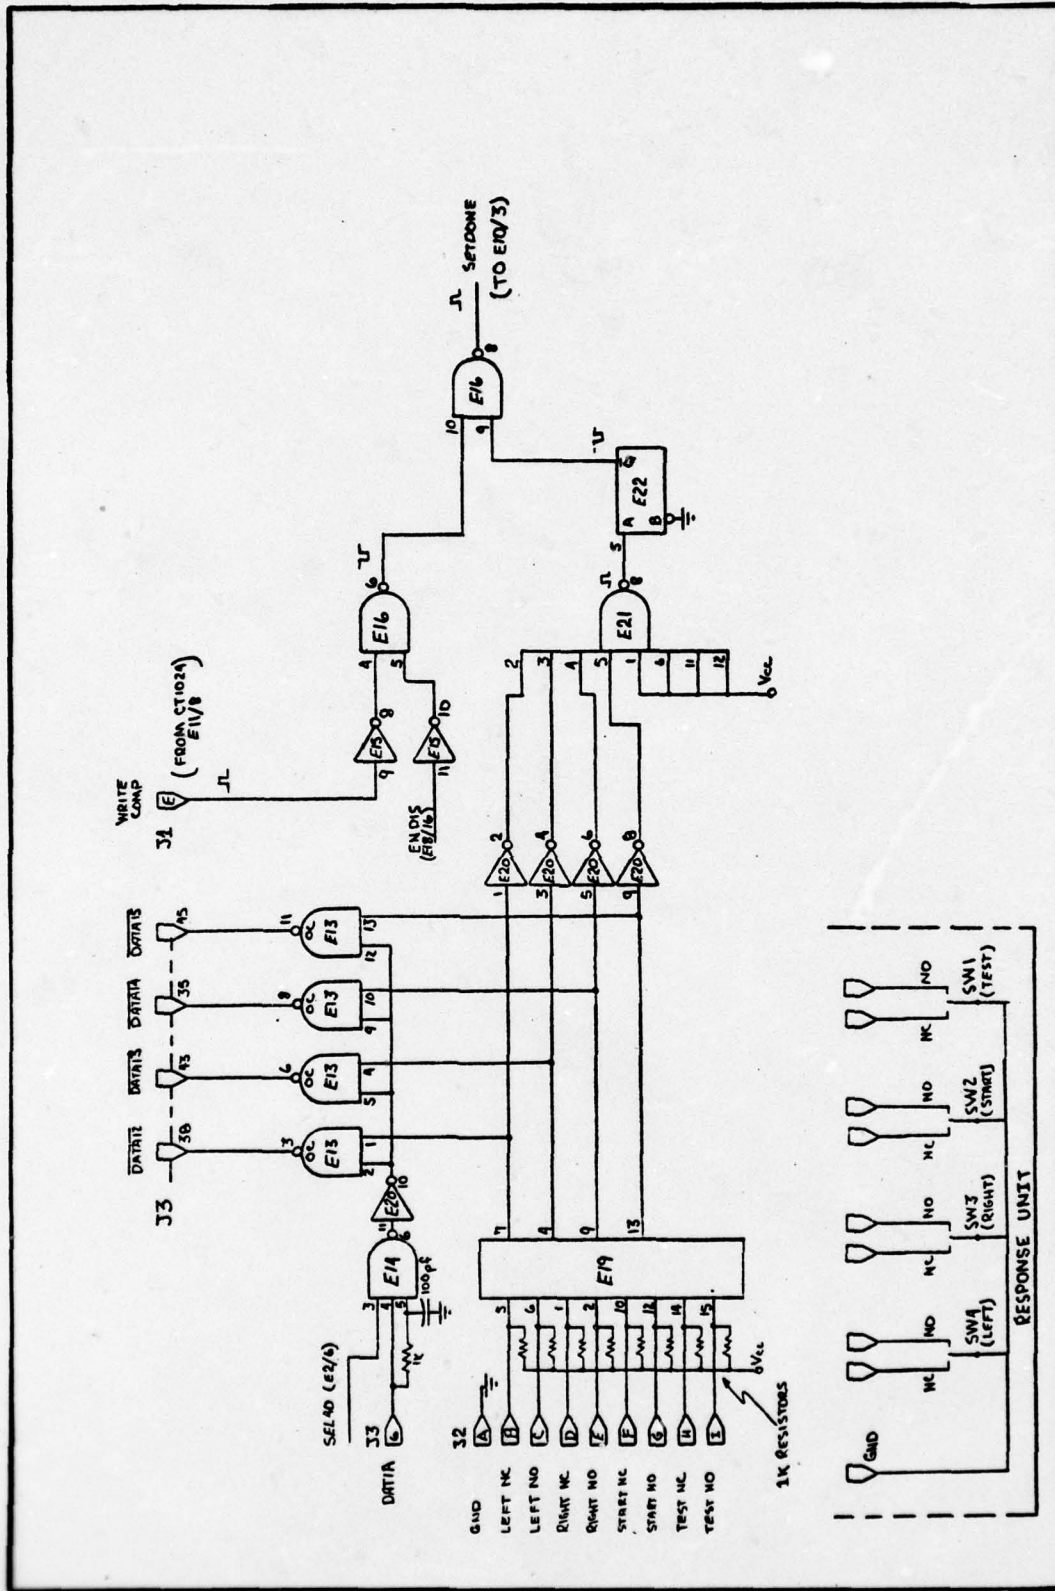 WRITE
COMP
J1
E
(FROM CT1024)
E11/8
DATA12
DATA13
DATA14
DATA15
J3
38
43
35
45
3
6
8
11
OC
OC
OC
OC
E13
E13
E13
E13
2
1
5
4
9
10
12
13
SELAD (E2/6)
J3
6
DATIA
3
4
5
E14
6
11
E20
10
100pf
1K
9
E15
8
ENDIS
(E18/16)
11
E15
10
4
5
E16
6
10
9
E16
8
SETDONE
(TO E10/3)
J2
GND
A
LEFT NC
B
LEFT NO
C
RIGHT NC
D
RIGHT NO
E
START NC
F
START NO
G
TEST NC
H
TEST NO
I
3
6
1
2
10
12
14
15
E19
7
4
9
13
Vcc
1K RESISTORS
1
E20
2
3
E20
4
5
E20
6
9
E20
8
2
3
4
5
1
6
11
12
Vcc
E21
8
5
A
B
E22
Q
GND
NC
NO
SW4
(LEFT)
NC
NO
SW3
(RIGHT)
NC
NO
SW2
(START)
NC
NO
SW1
(TEST)
RESPONSE UNIT